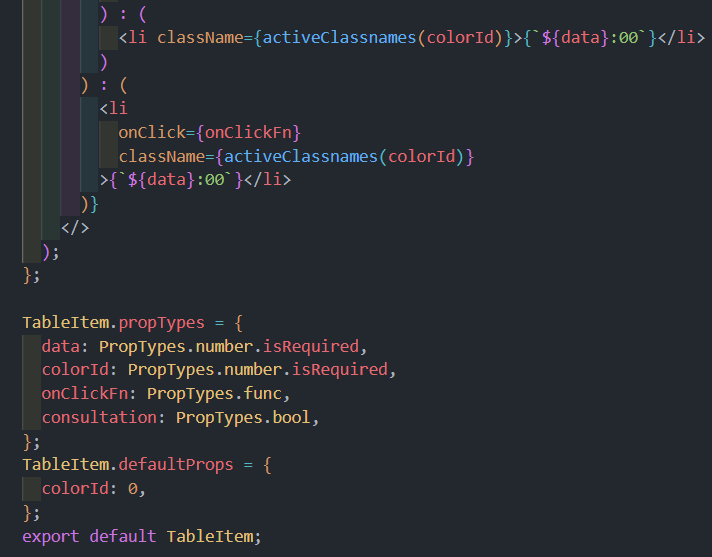 ) : (
<li className={activeClassnames(colorId)}>{`${data}:00`}</li>
)
) : (
<li
onClick={onClickFn}
className={activeClassnames(colorId)}
>{`${data}:00`}</li>
)}
</>
);
};
TableItem.propTypes = {
data: PropTypes.number.isRequired,
colorId: PropTypes.number.isRequired,
onClickFn: PropTypes.func,
consultation: PropTypes.bool,
};
TableItem.defaultProps = {
colorId: 0,
};
export default TableItem;